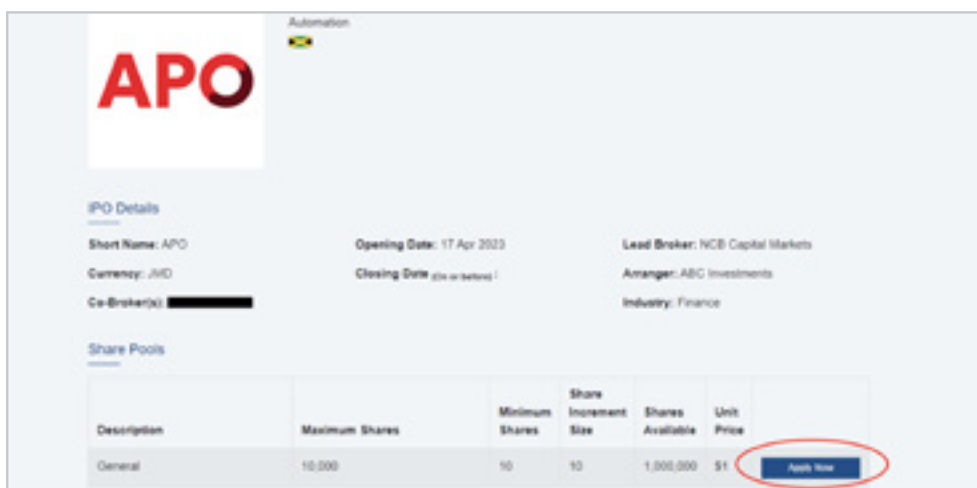 Automation
APO
IPO Details
Short Name: APO
Opening Date: 17 Apr 2023
Lead Broker: NCB Capital Markets
Currency: JMD
Closing Date (On or before) :
Arranger: ABC Investments
Co-Broker(s):
Industry: Finance
Share Pools
Description
Maximum Shares
Minimum Shares
Share Increment Size
Shares Available
Unit Price
General
10,000
10
10
1,000,000
$1
Apply Now